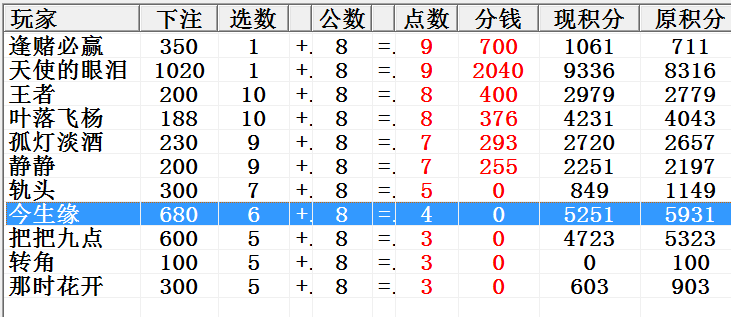 玩家 下注 选数 公数 点数 分钱 现积分 原积分
逢赌必赢 350 1 +. 8 =. 9 700 1061 711
天使的眼泪 1020 1 +. 8 =. 9 2040 9336 8316
王者 200 10 +. 8 =. 8 400 2979 2779
叶落飞杨 188 10 +. 8 =. 8 376 4231 4043
孤灯淡酒 230 9 +. 8 =. 7 293 2720 2657
静静 200 9 +. 8 =. 7 255 2251 2197
轨头 300 7 +. 8 =. 5 0 849 1149
今生缘 680 6 +. 8 =. 4 0 5251 5931
把把九点 600 5 +. 8 =. 3 0 4723 5323
转角 100 5 +. 8 =. 3 0 0 100
那时花开 300 5 +. 8 =. 3 0 603 903